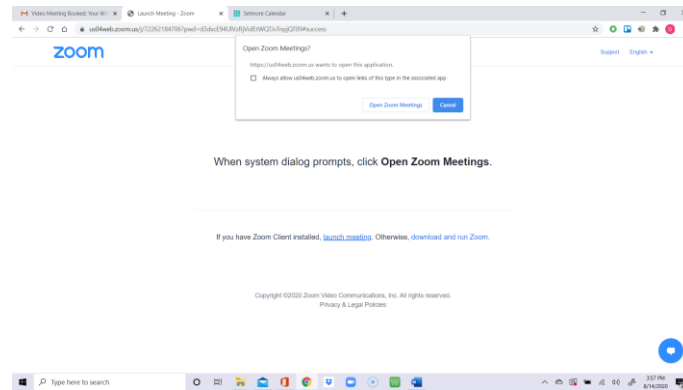 Video Meeting Booked: Your
Launch Meeting - Zoom
Setmore Calendar
zoom
Support
English
Open Zoom Meetings?
https://us04web.zoom.us wants to open this application.
Always allow us04web.zoom.us to open links of this type in the associated app
Open Zoom Meetings
Cancel
When system dialog prompts, click Open Zoom Meetings.
If you have Zoom Client installed, launch meeting. Otherwise, download and run Zoom.
Copyright ©2020 Zoom Video Communications, Inc. All rights reserved.
Privacy & Legal Policies
Type here to search
3:57 PM
8/14/2020